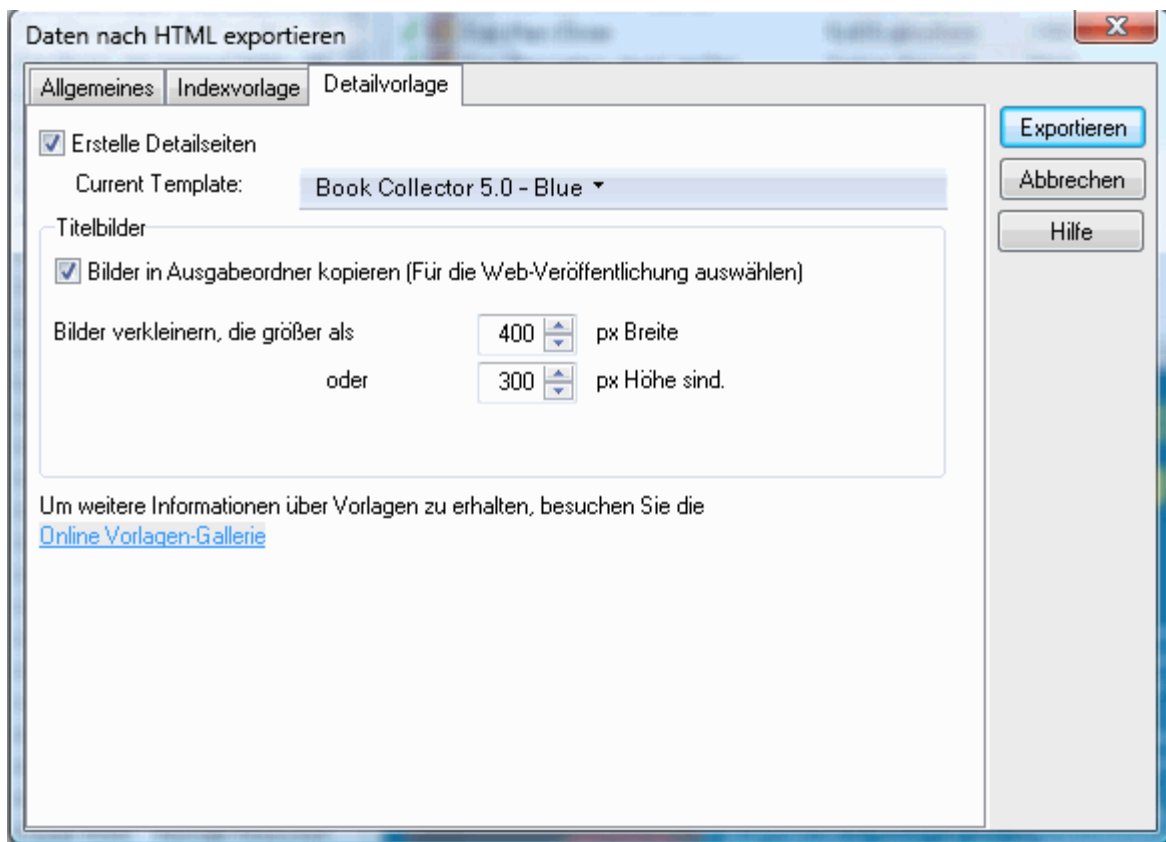 Daten nach HTML exportieren
Allgemeines Indexvorlage Detailvorlage
Erstelle Detailseiten
Current Template: Book Collector 5.0 - Blue
Titelbilder
Bilder in Ausgabeordner kopieren (Für die Web-Veröffentlichung auswählen)
Bilder verkleinern, die größer als 400 px Breite
oder 300 px Höhe sind.
Um weitere Informationen über Vorlagen zu erhalten, besuchen Sie die
Online Vorlagen-Gallerie
Exportieren
Abbrechen
Hilfe